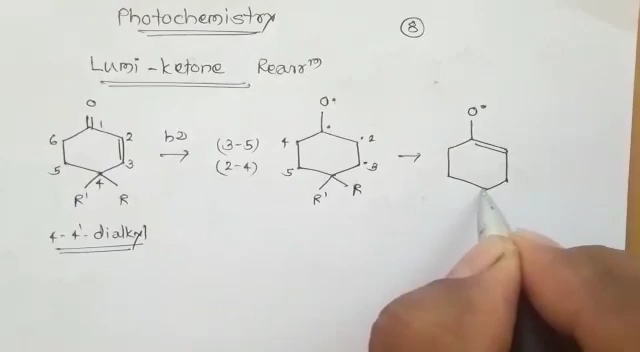 Photochemistry
8
Lumi-ketone Rearrᵐ
O
1
6
2
5
3
4
R' R
4-4'-dialkyl
hν
(3-5)
(2-4)
O•
4
•2
5
•3
R' R
O•